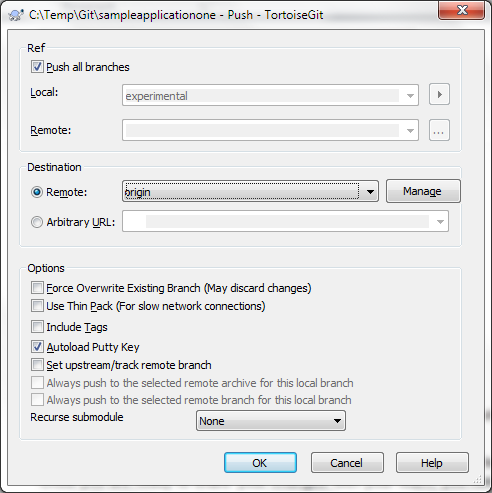 C:\Temp\Git\sampleapplicationone - Push - TortoiseGit
Ref
Push all branches
Local: experimental
Remote:
...
Destination
Remote: origin Manage
Arbitrary URL:
Options
Force Overwrite Existing Branch (May discard changes)
Use Thin Pack (For slow network connections)
Include Tags
Autoload Putty Key
Set upstream/track remote branch
Always push to the selected remote archive for this local branch
Always push to the selected remote branch for this local branch
Recurse submodule None
OK Cancel Help